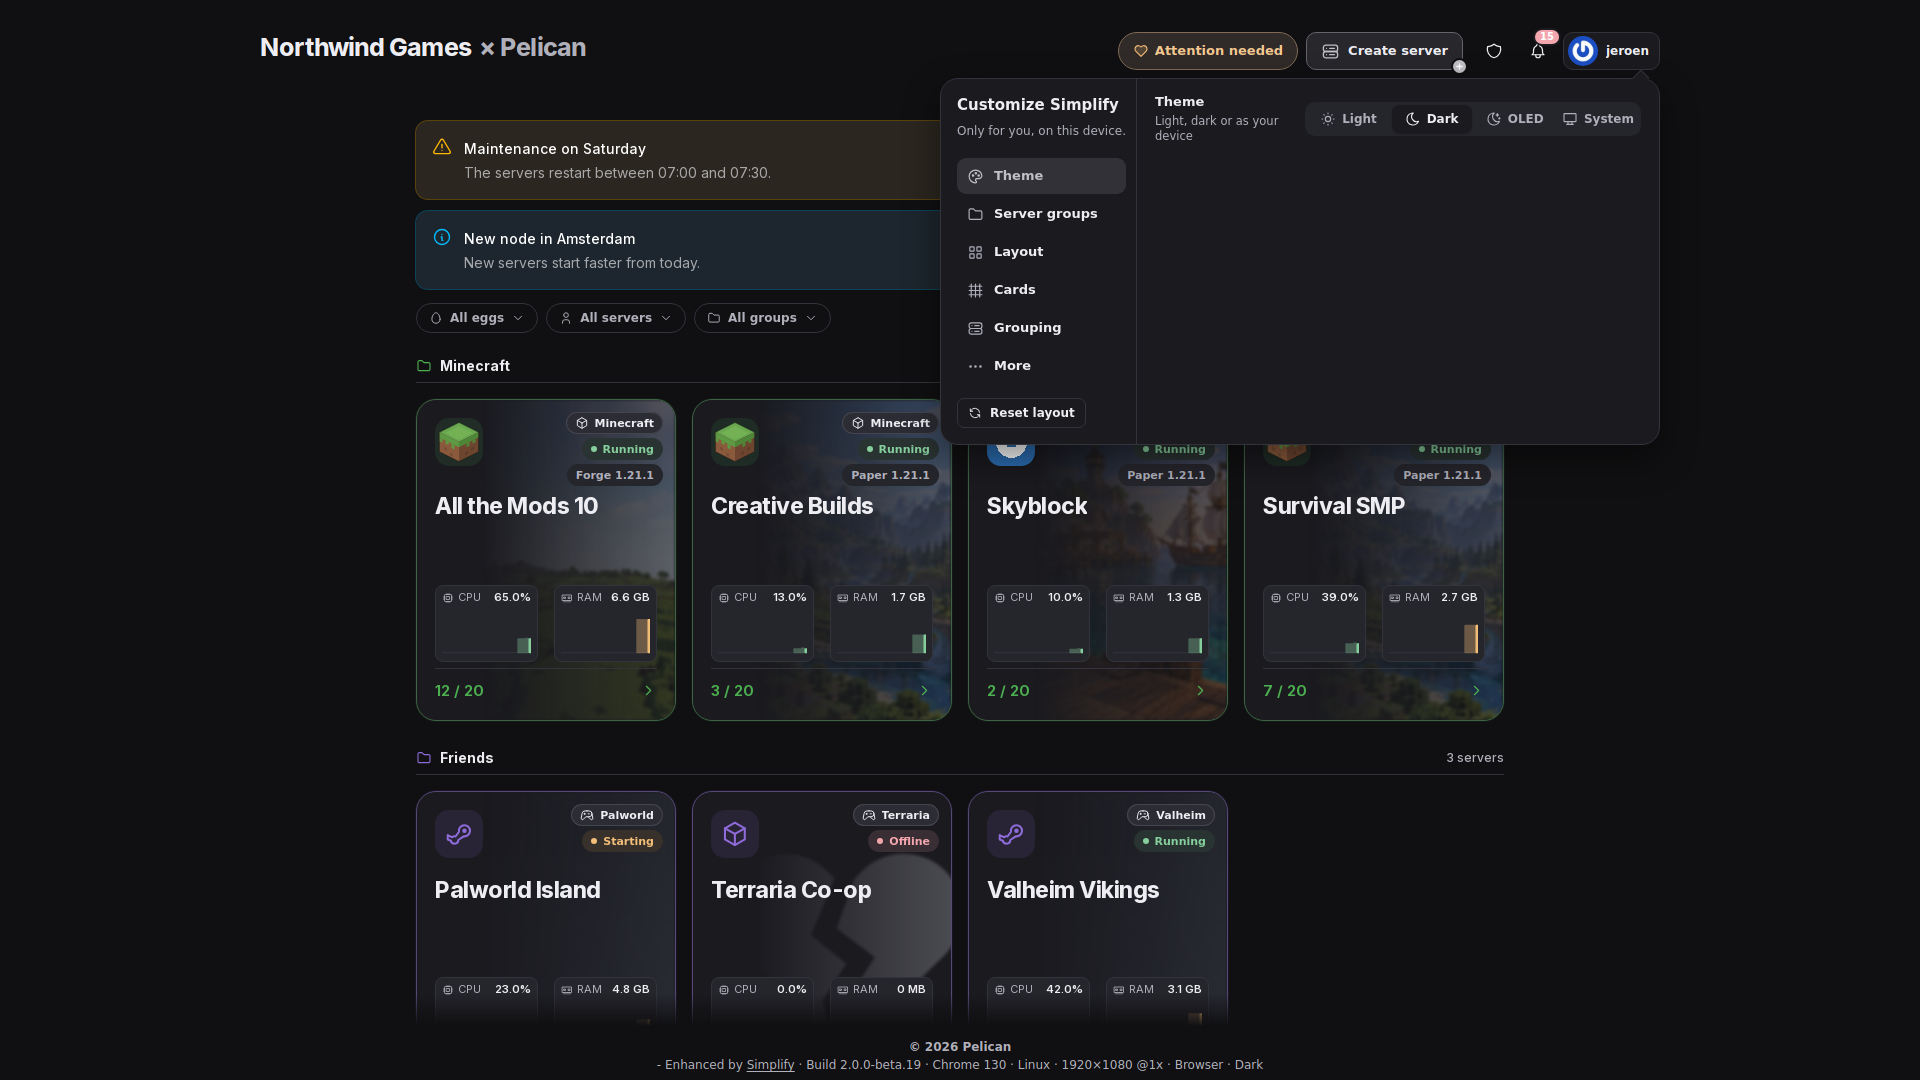 Northwind Games × Pelican
Attention needed
Create server
15
jeroen
Customize Simplify
Only for you, on this device.
Theme
Server groups
Layout
Cards
Grouping
More
Reset layout
Theme
Light, dark or as your
device
Light
Dark
OLED
System
Maintenance on Saturday
The servers restart between 07:00 and 07:30.
New node in Amsterdam
New servers start faster from today.
All eggs
All servers
All groups
Minecraft
Minecraft
Running
Forge 1.21.1
All the Mods 10
CPU 65.0%
RAM 6.6 GB
12 / 20
Minecraft
Running
Paper 1.21.1
Creative Builds
CPU 13.0%
RAM 1.7 GB
3 / 20
Running
Paper 1.21.1
Skyblock
CPU 10.0%
RAM 1.3 GB
2 / 20
Running
Paper 1.21.1
Survival SMP
CPU 39.0%
RAM 2.7 GB
7 / 20
Friends
3 servers
Palworld
Starting
Palworld Island
CPU 23.0%
RAM 4.8 GB
Terraria
Offline
Terraria Co-op
CPU 0.0%
RAM 0 MB
Valheim
Running
Valheim Vikings
CPU 42.0%
RAM 3.1 GB
© 2026 Pelican
- Enhanced by Simplify · Build 2.0.0-beta.19 · Chrome 130 · Linux · 1920×1080 @1x · Browser · Dark